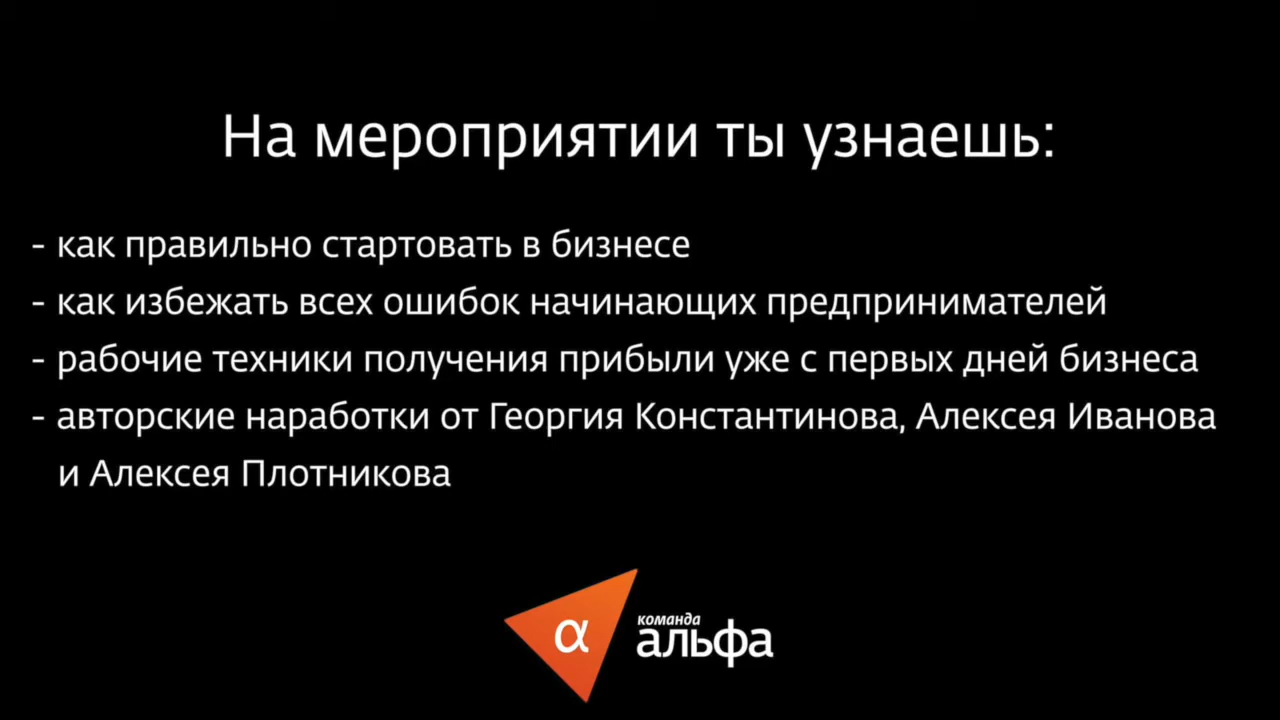 На мероприятии ты узнаешь:
- как правильно стартовать в бизнесе
- как избежать всех ошибок начинающих предпринимателей
- рабочие техники получения прибыли уже с первых дней бизнеса
- авторские наработки от Георгия Константинова, Алексея Иванова
и Алексея Плотникова
α
команда
альфа